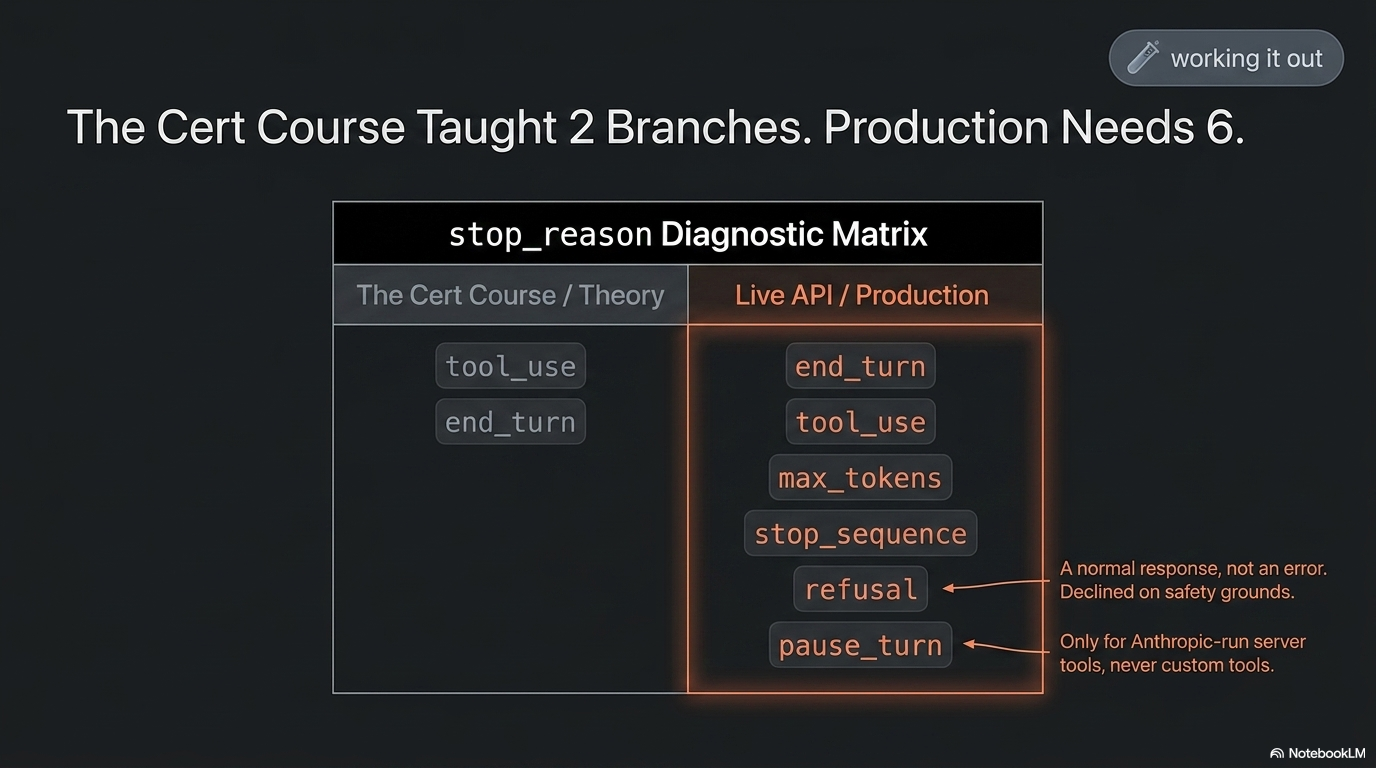 working it out
The Cert Course Taught 2 Branches. Production Needs 6.
stop_reason Diagnostic Matrix
The Cert Course / Theory
Live API / Production
tool_use
end_turn
end_turn
tool_use
max_tokens
stop_sequence
refusal
A normal response, not an error.
Declined on safety grounds.
pause_turn
Only for Anthropic-run server
tools, never custom tools.
NotebookLM